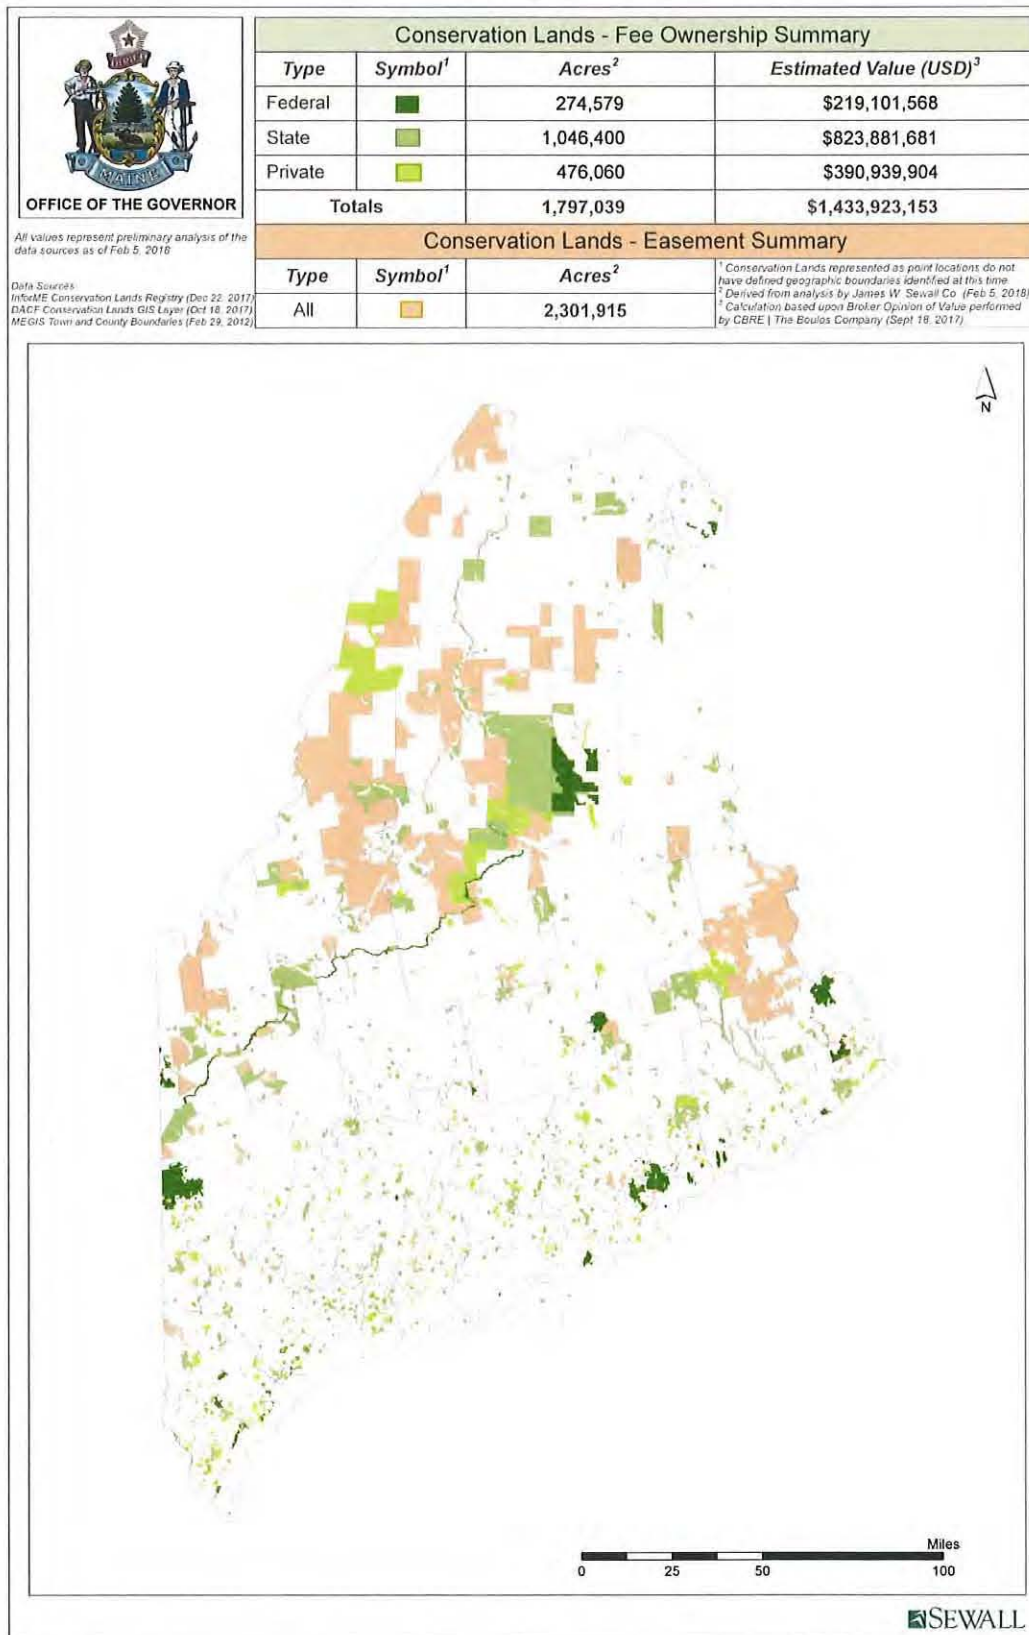 DIRIGO
MAINE
OFFICE OF THE GOVERNOR
All values represent preliminary analysis of the
data sources as of Feb 5, 2018
Data Sources
InforME Conservation Lands Registry (Dec 22, 2017)
DACF Conservation Lands GIS Layer (Oct 18, 2017)
MEGIS Town and County Boundaries (Feb 29, 2012)
Conservation Lands - Fee Ownership Summary
Type Symbol¹ Acres² Estimated Value (USD)³
Federal 274,579 $219,101,568
State 1,046,400 $823,881,681
Private 476,060 $390,939,904
Totals 1,797,039 $1,433,923,153
Conservation Lands - Easement Summary
Type Symbol¹ Acres²
All 2,301,915
¹ Conservation Lands represented as point locations do not
have defined geographic boundaries identified at this time
² Derived from analysis by James W. Sewall Co. (Feb 5, 2018)
³ Calculation based upon Broker Opinion of Value performed
by CBRE | The Boulos Company (Sept 18, 2017)
N
Miles
0 25 50 100
SEWALL